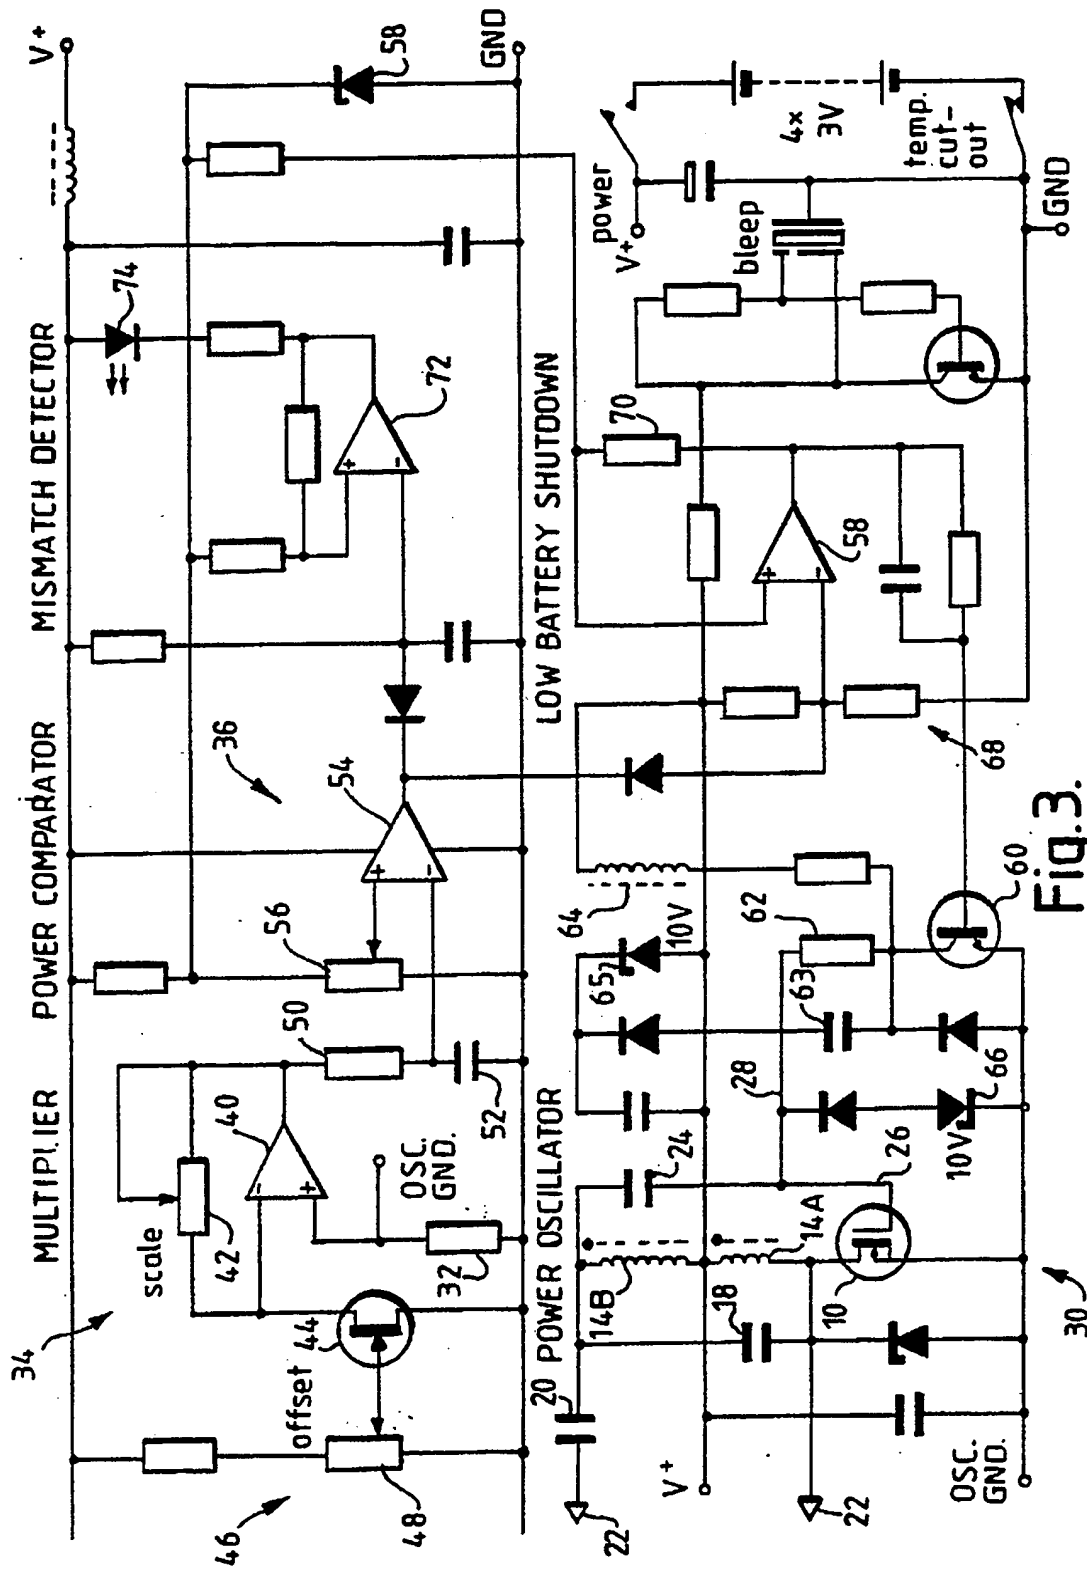 MULTIPLIER
POWER COMPARATOR
MISMATCH DETECTOR
V+
34
scale
42
40
50
56
36
54
74
72
58
GND
46
48
offset
44
32
OSC.
GND.
52
20
POWER OSCILLATOR
LOW BATTERY SHUTDOWN
22
14B
18
24
28
65
64
10V
63
62
68
58
70
bleep
power
V+
4x
3V
temp.
cut-
out
V+
22
14A
26
10
10V
66
60
OSC.
GND.
30
GND
+
-
+
-
+
-
+
-
Fig.3.